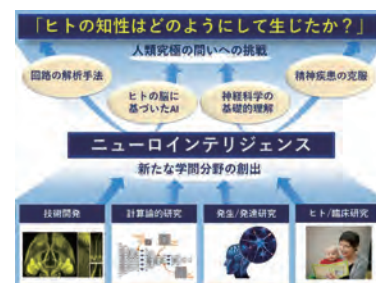 「ヒトの知性はどのようにして生じたか？」
人類究極の問いへの挑戦
回路の解析手法
精神疾患の克服
ヒトの脳に
基づいたAI
神経科学の
基礎的理解
ニューロインテリジェンス
新たな学問分野の創出
技術開発
計算論的研究
発生/発達研究
ヒト/臨床研究